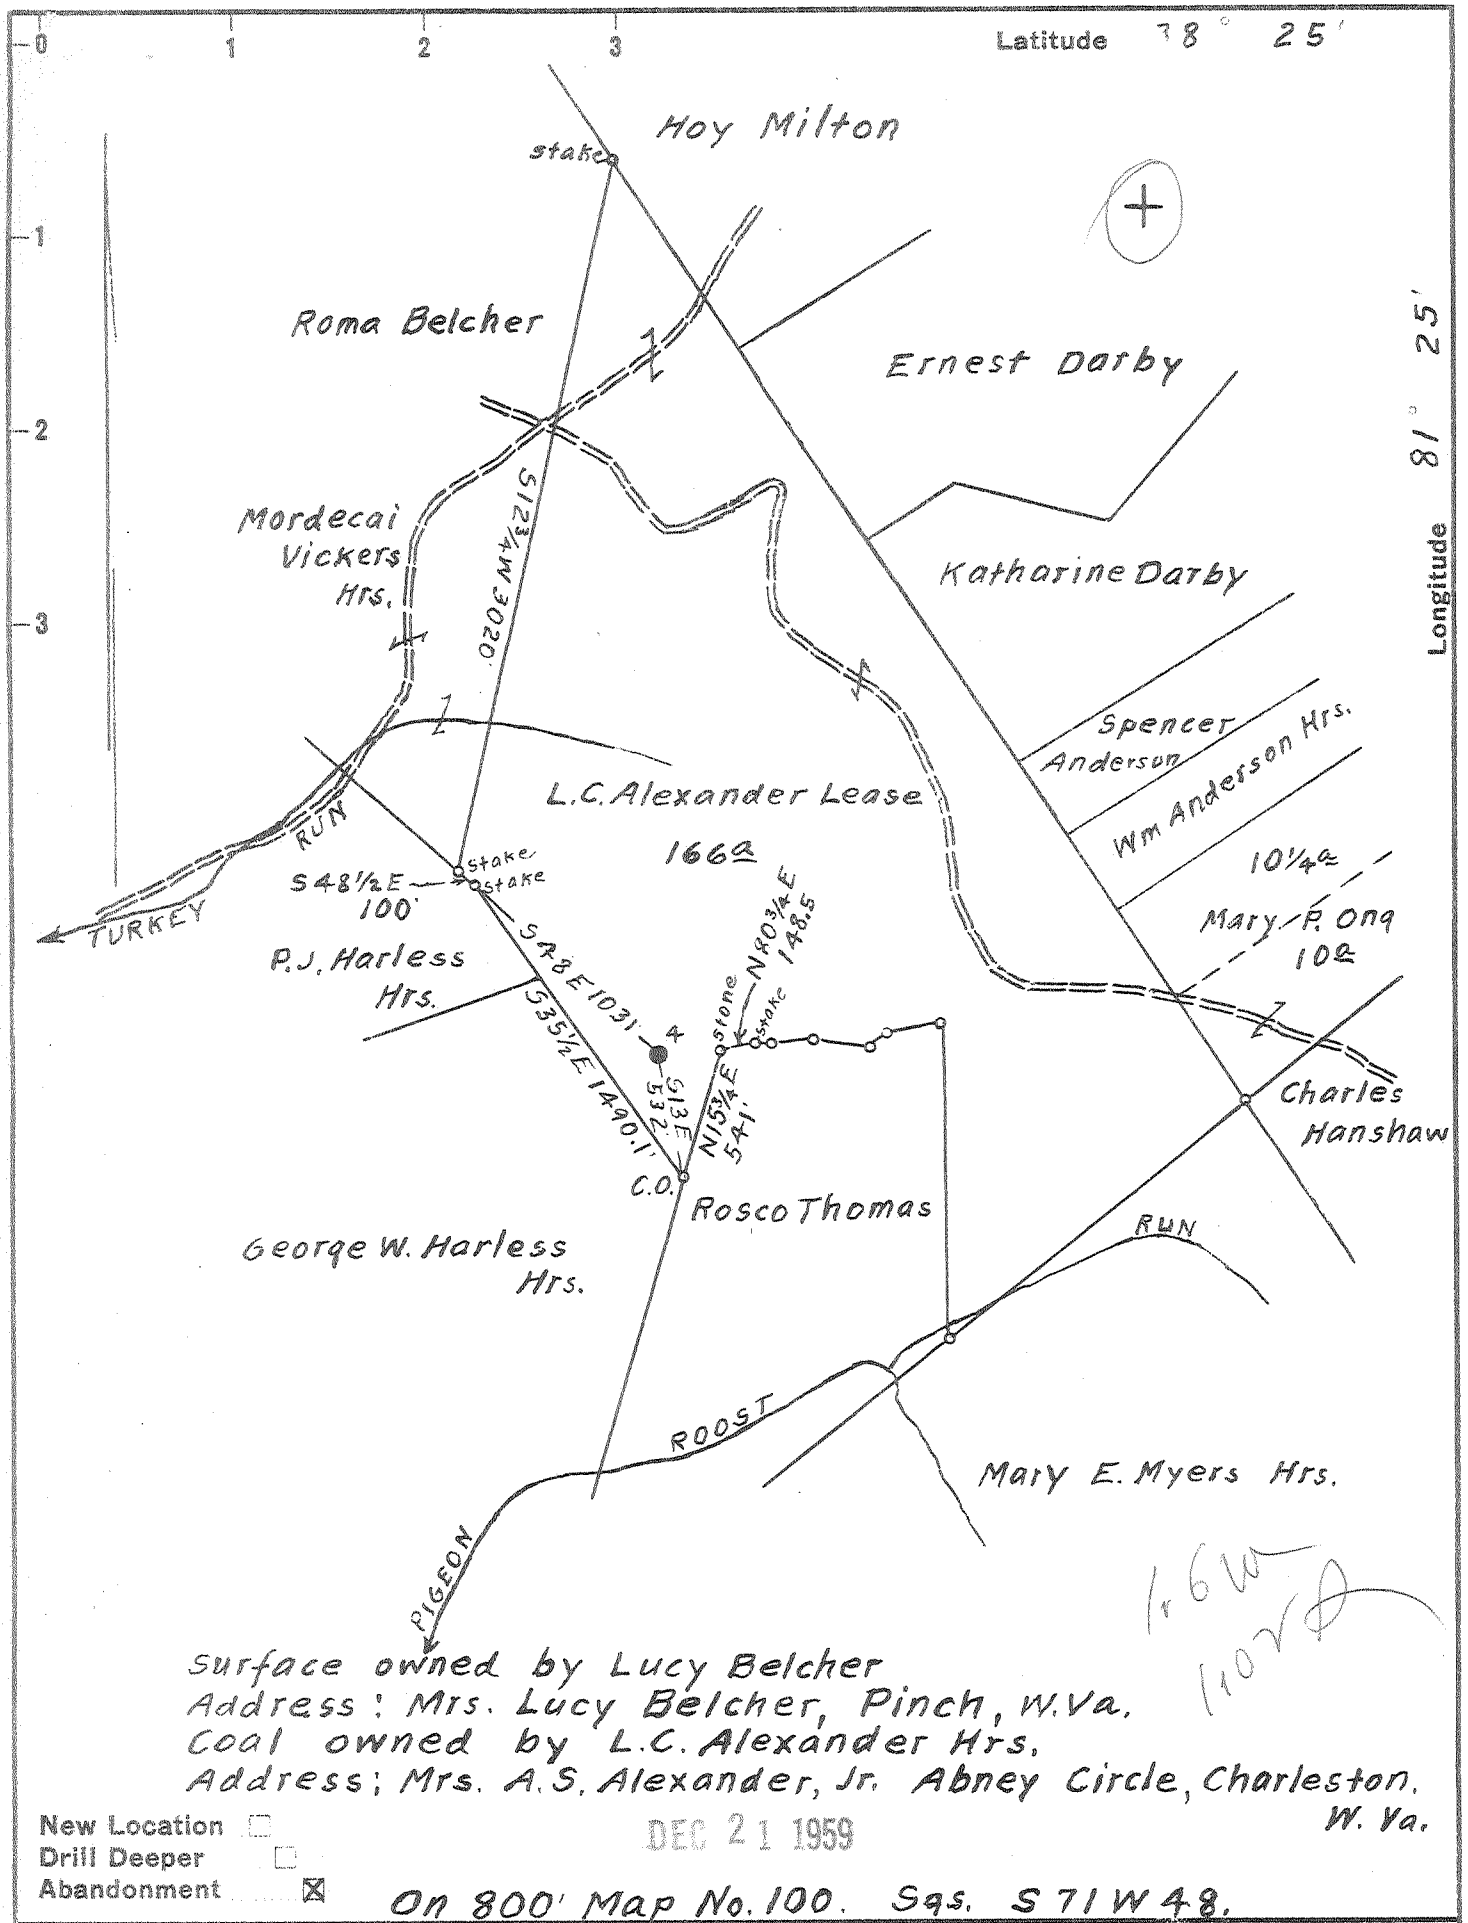 0
1
2
3
Latitude 38° 25'
Hoy Milton
stake
1
Roma Belcher
Ernest Darby
Longitude 81° 25'
2
S12¾W 3020'
Mordecai
Vickers
Hrs.
Katharine Darby
3
Spencer
Anderson
Wm Anderson Hrs.
L.C. Alexander Lease
166a
RUN
TURKEY
stake
stake
S48½E
100'
10¼a
Mary P. Ong
10a
P.J. Harless
Hrs.
S48E 1031'
S35½E 1490.1'
4
S13E
532'
stone
N80¾E
148.5
stake
N15¾E
541'
C.O.
Charles
Hanshaw
Rosco Thomas
George W. Harless
Hrs.
RUN
ROOST
PIGEON
Mary E. Myers Hrs.
1.6W
1.02
Surface owned by Lucy Belcher
Address: Mrs. Lucy Belcher, Pinch, W.Va.
Coal owned by L.C. Alexander Hrs.
Address: Mrs. A.S. Alexander, Jr. Abney Circle, Charleston.
W. Va.
New Location
Drill Deeper
Abandonment
DEC 21 1959
On 800' Map No. 100. Sqs. S 71 W 48.